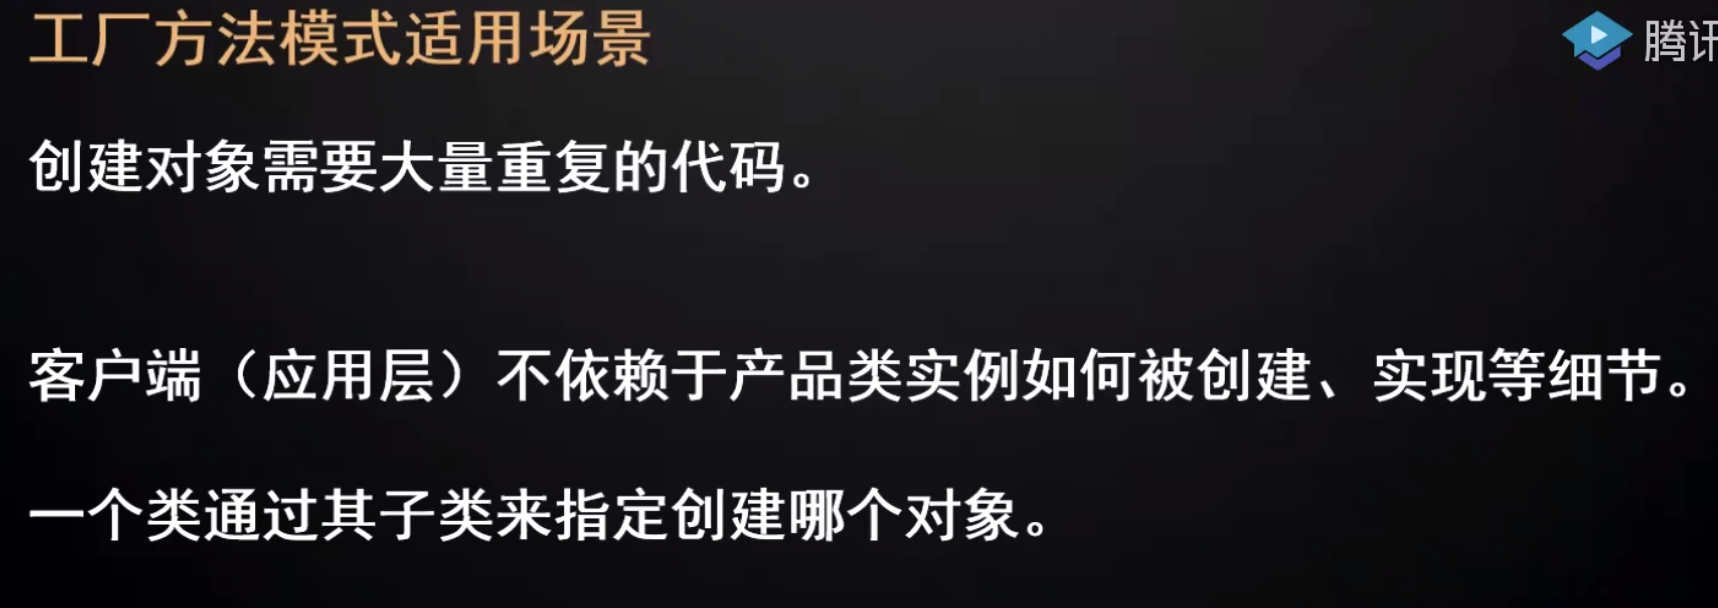 工厂方法模式适用场景
腾讯
创建对象需要大量重复的代码。
客户端（应用层）不依赖于产品类实例如何被创建、实现等细节。
一个类通过其子类来指定创建哪个对象。